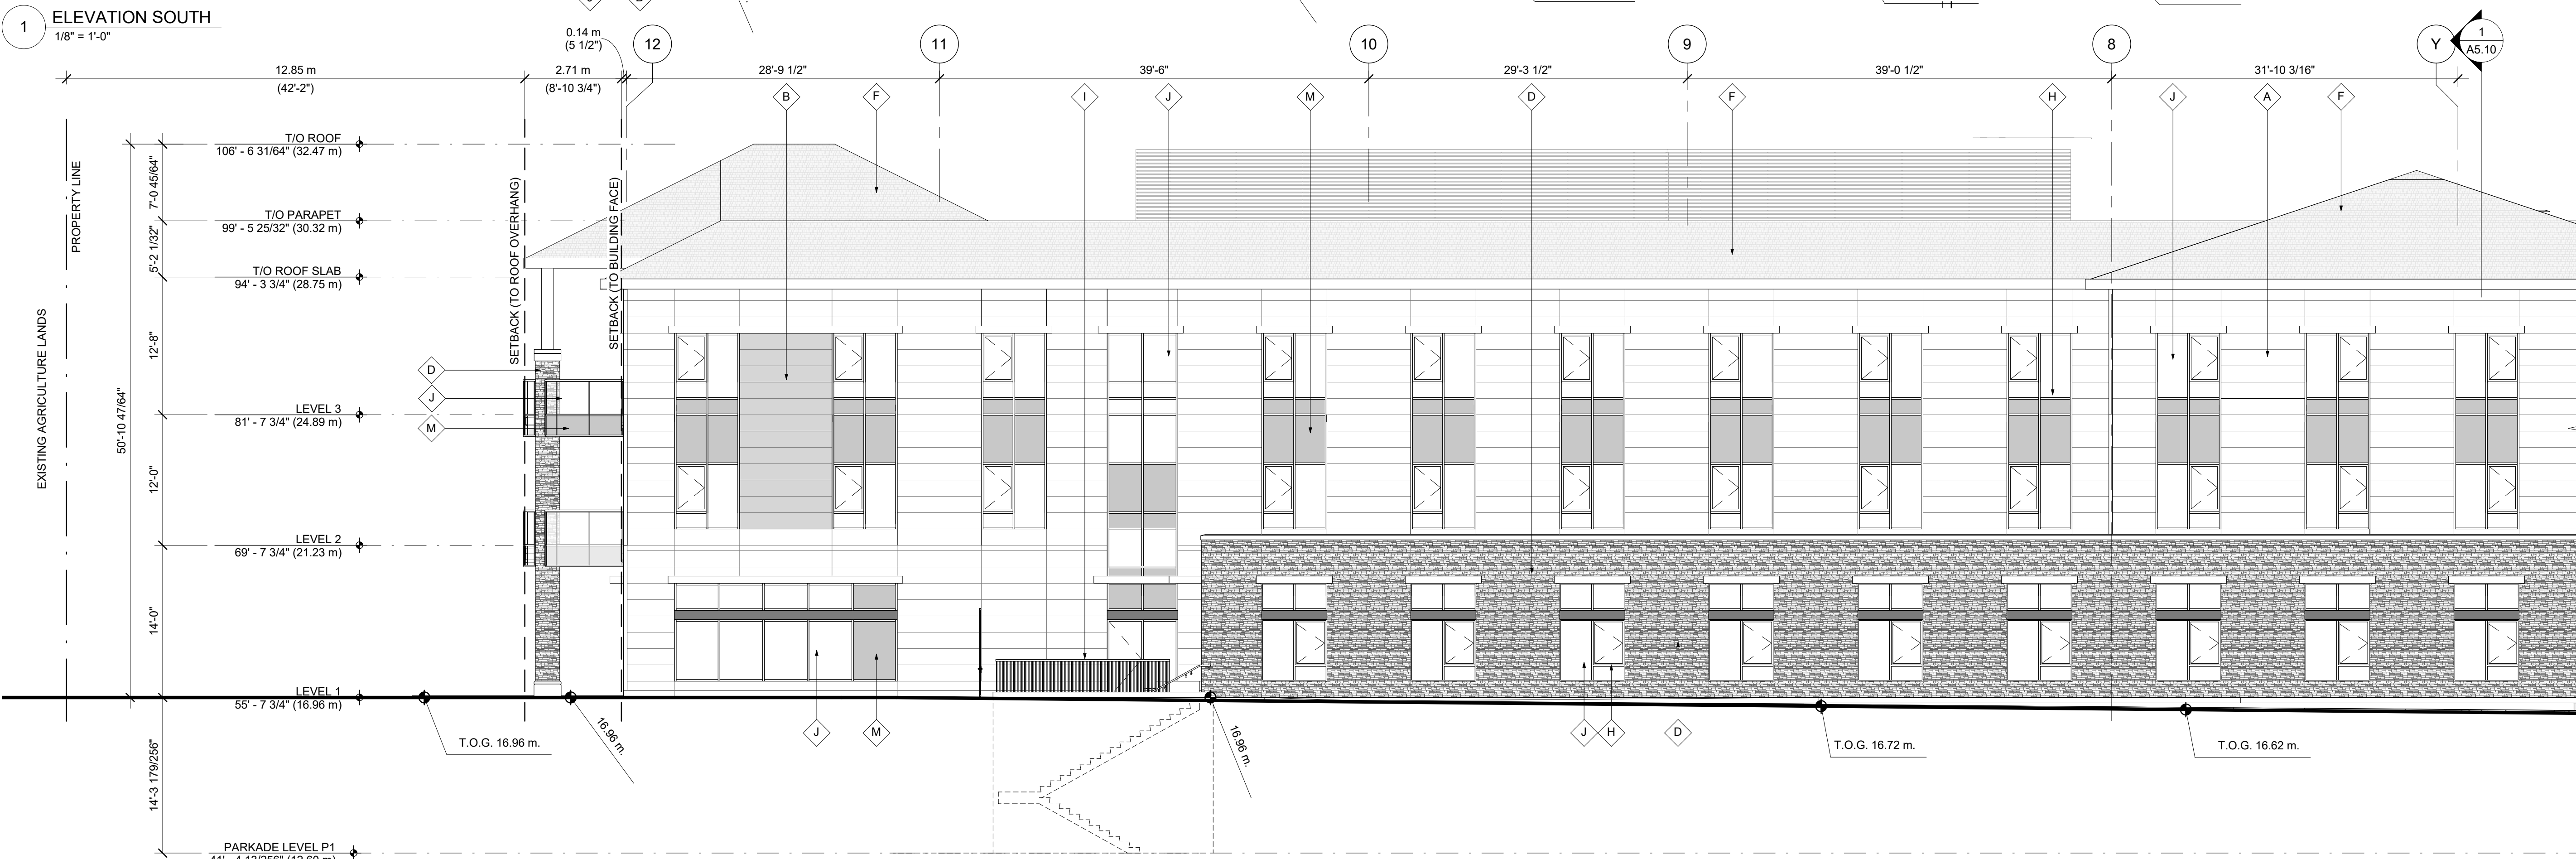 1
ELEVATION SOUTH
1/8" = 1'-0"
0.14 m
(5 1/2")
12
11
10
9
8
Y
1
A5.10
12.85 m
(42'-2")
2.71 m
(8'-10 3/4")
28'-9 1/2"
39'-6"
29'-3 1/2"
39'-0 1/2"
31'-10 3/16"
B
F
I
J
M
D
F
H
J
A
F
EXISTING AGRICULTURE LANDS
PROPERTY LINE
SETBACK (TO ROOF OVERHANG)
SETBACK (TO BUILDING FACE)
T/O ROOF
106' - 6 31/64" (32.47 m)
7'-0 45/64"
T/O PARAPET
99' - 5 25/32" (30.32 m)
5'-2 1/32"
T/O ROOF SLAB
94' - 3 3/4" (28.75 m)
12'-8"
50'-10 47/64"
D
J
M
LEVEL 3
81' - 7 3/4" (24.89 m)
12'-0"
LEVEL 2
69' - 7 3/4" (21.23 m)
14'-0"
LEVEL 1
55' - 7 3/4" (16.96 m)
14'-3 179/256"
T.O.G. 16.96 m.
16.96 m.
J
M
16.96 m.
J
H
D
T.O.G. 16.72 m.
T.O.G. 16.62 m.
PARKADE LEVEL P1